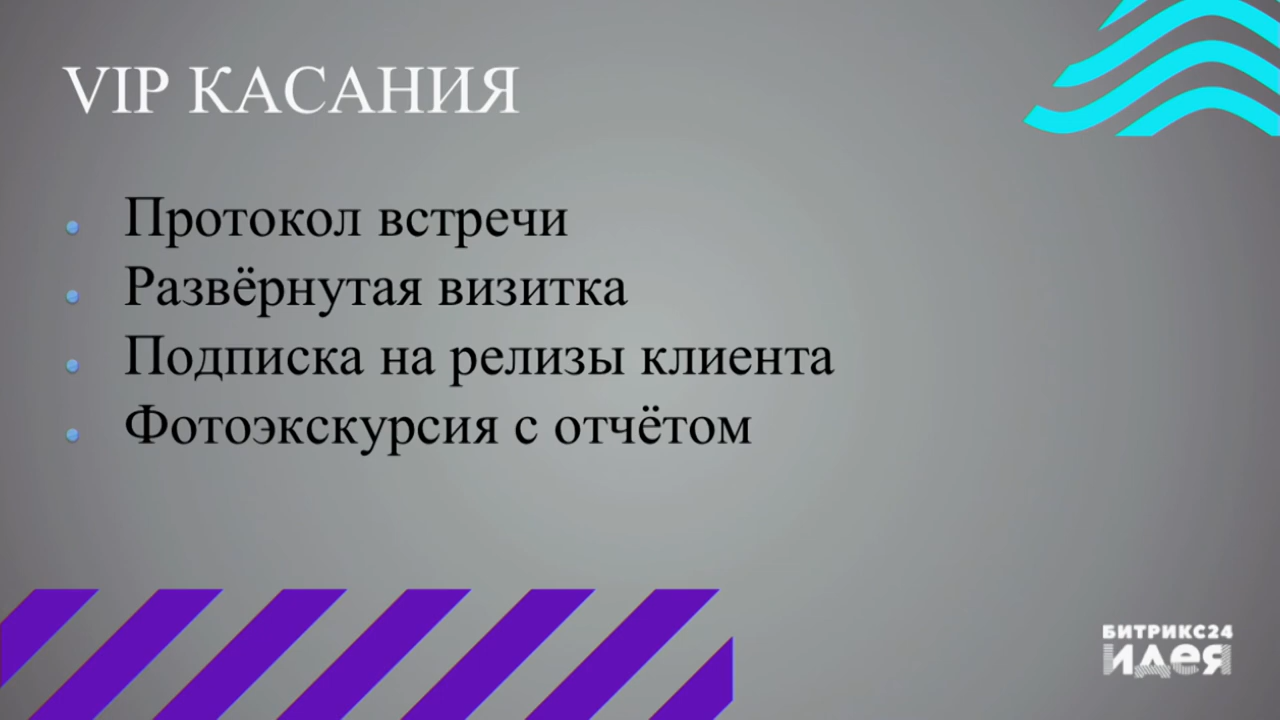 VIP КАСАНИЯ
Протокол встречи
Развёрнутая визитка
Подписка на релизы клиента
Фотоэкскурсия с отчётом
БИТРИКС24
идея